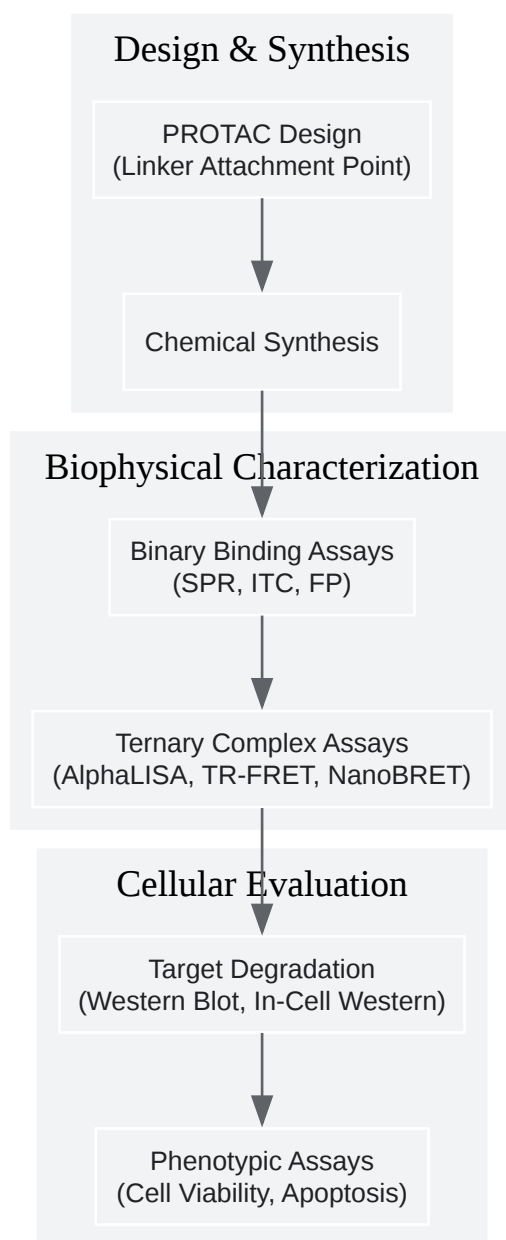 Design & Synthesis
PROTAC Design
(Linker Attachment Point)
Chemical Synthesis
Biophysical Characterization
Binary Binding Assays
(SPR, ITC, FP)
Ternary Complex Assays
(AlphaLISA, TR-FRET, NanoBRET)
Cellular Evaluation
Target Degradation
(Western Blot, In-Cell Western)
Phenotypic Assays
(Cell Viability, Apoptosis)